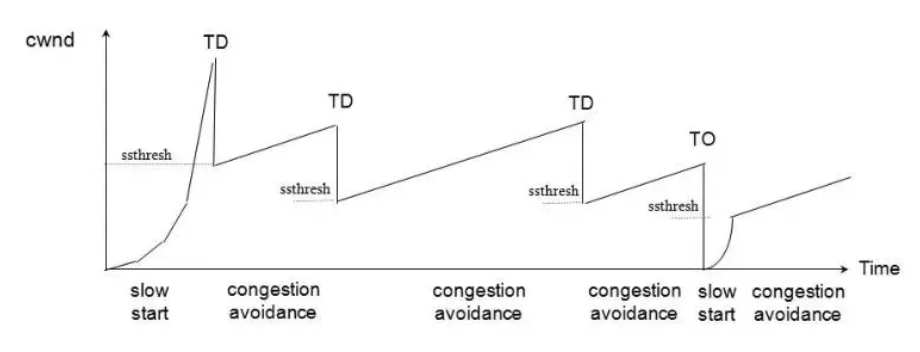 cwnd
TD
TD
TD
TO
ssthresh
ssthresh
ssthresh
ssthresh
Time
slow
start
congestion
avoidance
congestion
avoidance
congestion
avoidance
slow
start
congestion
avoidance